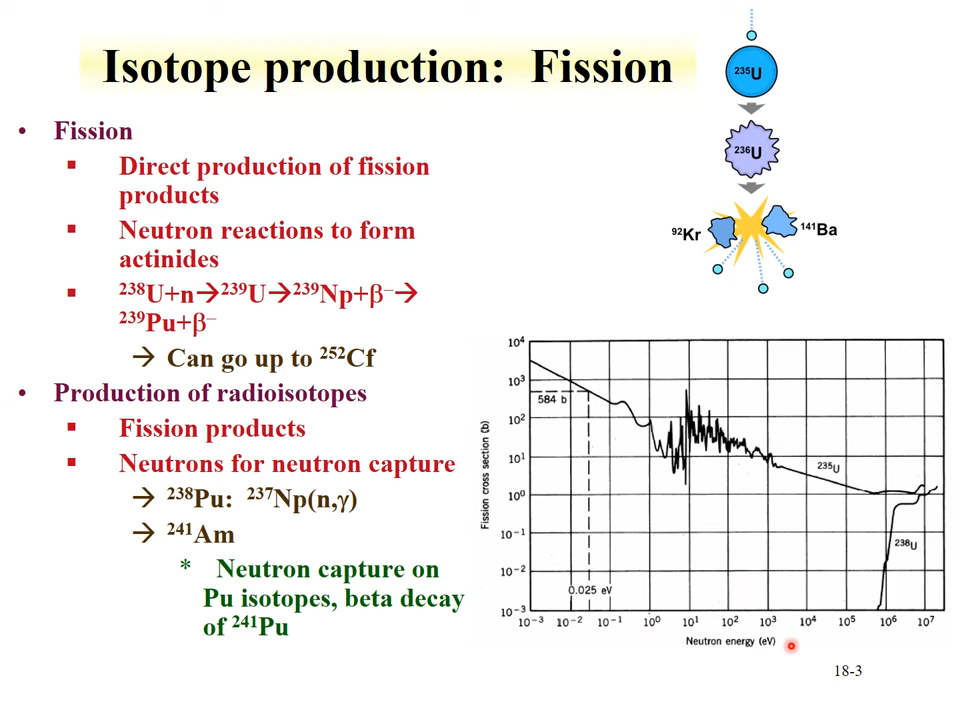 Isotope production: Fission
• Fission
▪ Direct production of fission
products
▪ Neutron reactions to form
actinides
▪ ²³⁸U+n→²³⁹U→²³⁹Np+β⁻→
²³⁹Pu+β⁻
→ Can go up to ²⁵²Cf
• Production of radioisotopes
▪ Fission products
▪ Neutrons for neutron capture
→ ²³⁸Pu: ²³⁷Np(n,γ)
→ ²⁴¹Am
* Neutron capture on
Pu isotopes, beta decay
of ²⁴¹Pu
²³⁵U
²³⁶U
⁹²Kr
¹⁴¹Ba
Fission cross section (b)
10⁴
10³
10²
10¹
10⁰
10⁻¹
10⁻²
10⁻³
584 b
²³⁵U
²³⁸U
0.025 eV
10⁻³ 10⁻² 10⁻¹ 10⁰ 10¹ 10² 10³ 10⁴ 10⁵ 10⁶ 10⁷
Neutron energy (eV)
18-3